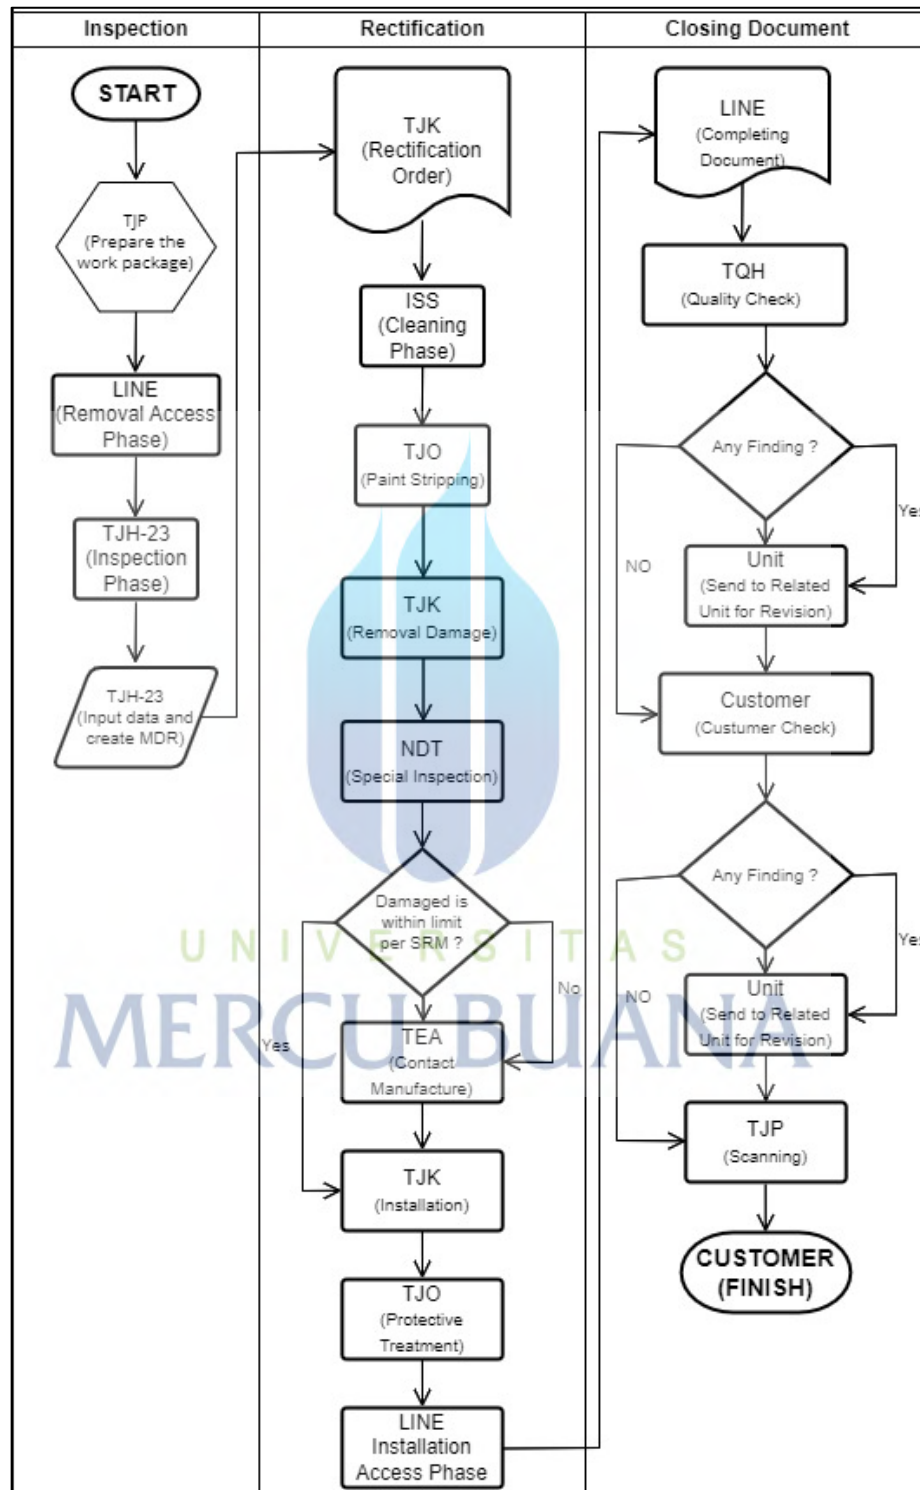 Inspection
Rectification
Closing Document
START
TJP
(Prepare the
work package)
LINE
(Removal Access
Phase)
TJH-23
(Inspection
Phase)
TJH-23
(Input data and
create MDR)
TJK
(Rectification
Order)
ISS
(Cleaning
Phase)
TJO
(Paint Stripping)
TJK
(Removal Damage)
NDT
(Special Inspection)
Damaged is
within limit
per SRM ?
No
Yes
TEA
(Contact
Manufacture)
TJK
(Installation)
TJO
(Protective
Treatment)
LINE
Installation
Access Phase
LINE
(Completing
Document)
TQH
(Quality Check)
Any Finding ?
Yes
NO
Unit
(Send to Related
Unit for Revision)
Customer
(Custumer Check)
Any Finding ?
Yes
NO
Unit
(Send to Related
Unit for Revision)
TJP
(Scanning)
CUSTOMER
(FINISH)
UNIVERSITAS
MERCU BUANA